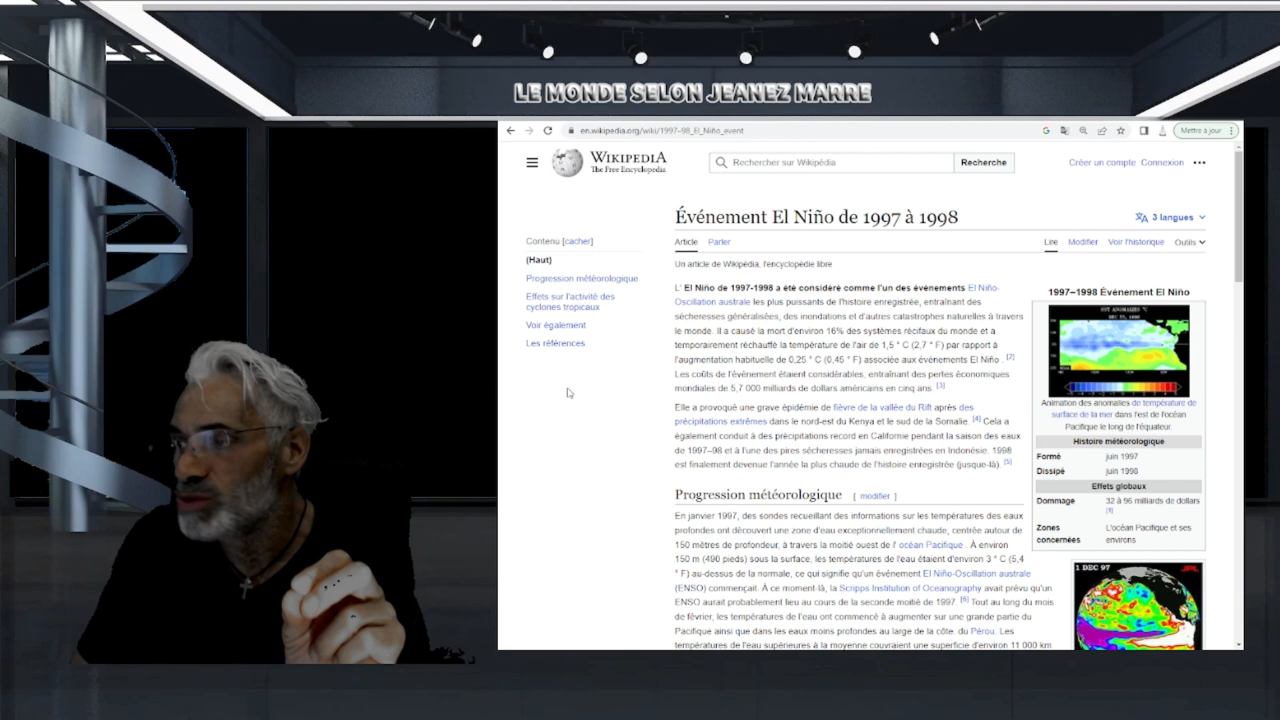 LE MONDE SELON JEANEZ MARRE
en.wikipedia.org/wiki/1997–98_El_Niño_event
Mettre à jour
WIKIPEDIA
The Free Encyclopedia
Rechercher sur Wikipédia
Recherche
Créer un compte Connexion
Événement El Niño de 1997 à 1998
3 langues
Contenu [cacher]
(Haut)
Progression météorologique
Effets sur l'activité des
cyclones tropicaux
Voir également
Les références
Article Parler
Lire Modifier Voir l'historique Outils
Un article de Wikipédia, l'encyclopédie libre
L' El Niño de 1997-1998 a été considéré comme l'un des événements El Niño-
Oscillation australe les plus puissants de l'histoire enregistrée, entraînant des
sécheresses généralisées, des inondations et d'autres catastrophes naturelles à travers
le monde. Il a causé la mort d'environ 16% des systèmes récifaux du monde et a
temporairement réchauffé la température de l'air de 1,5 ° C (2,7 ° F) par rapport à
l'augmentation habituelle de 0,25 ° C (0,45 ° F) associée aux événements El Niño . [2]
Les coûts de l'événement étaient considérables, entraînant des pertes économiques
mondiales de 5,7 000 milliards de dollars américains en cinq ans. [3]
Elle a provoqué une grave épidémie de fièvre de la vallée du Rift après des
précipitations extrêmes dans le nord-est du Kenya et le sud de la Somalie. [4] Cela a
également conduit à des précipitations record en Californie pendant la saison des eaux
de 1997–98 et à l'une des pires sécheresses jamais enregistrées en Indonésie. 1998
est finalement devenue l'année la plus chaude de l'histoire enregistrée (jusque-là). [5]
Progression météorologique [ modifier ]
En janvier 1997, des sondes recueillant des informations sur les températures des eaux
profondes ont découvert une zone d'eau exceptionnellement chaude, centrée autour de
150 mètres de profondeur, à travers la moitié ouest de l' océan Pacifique . À environ
150 m (490 pieds) sous la surface, les températures de l'eau étaient d'environ 3 ° C (5,4
° F) au-dessus de la normale, ce qui signifie qu'un événement El Niño-Oscillation australe
(ENSO) commençait. À ce moment-là, la Scripps Institution of Oceanography avait prévu qu'un
ENSO aurait probablement lieu au cours de la seconde moitié de 1997 [6] Tout au long du mois
de février, les températures de l'eau ont commencé à augmenter sur une grande partie du
Pacifique ainsi que dans les eaux moins profondes au large de la côte. du Pérou. Les
températures de l'eau supérieures à la moyenne couvraient une superficie d'environ 11 000 km
1997–1998 Événement El Niño
SST ANOMALIES °C
Animation des anomalies de température de
surface de la mer dans l'est de l'océan
Pacifique le long de l'équateur.
Histoire météorologique
Formé juin 1997
Dissipé juin 1998
Effets globaux
Dommage 32 à 96 milliards de dollars
Zones L'océan Pacifique et ses
concernées environs
1 DEC 97
JPL